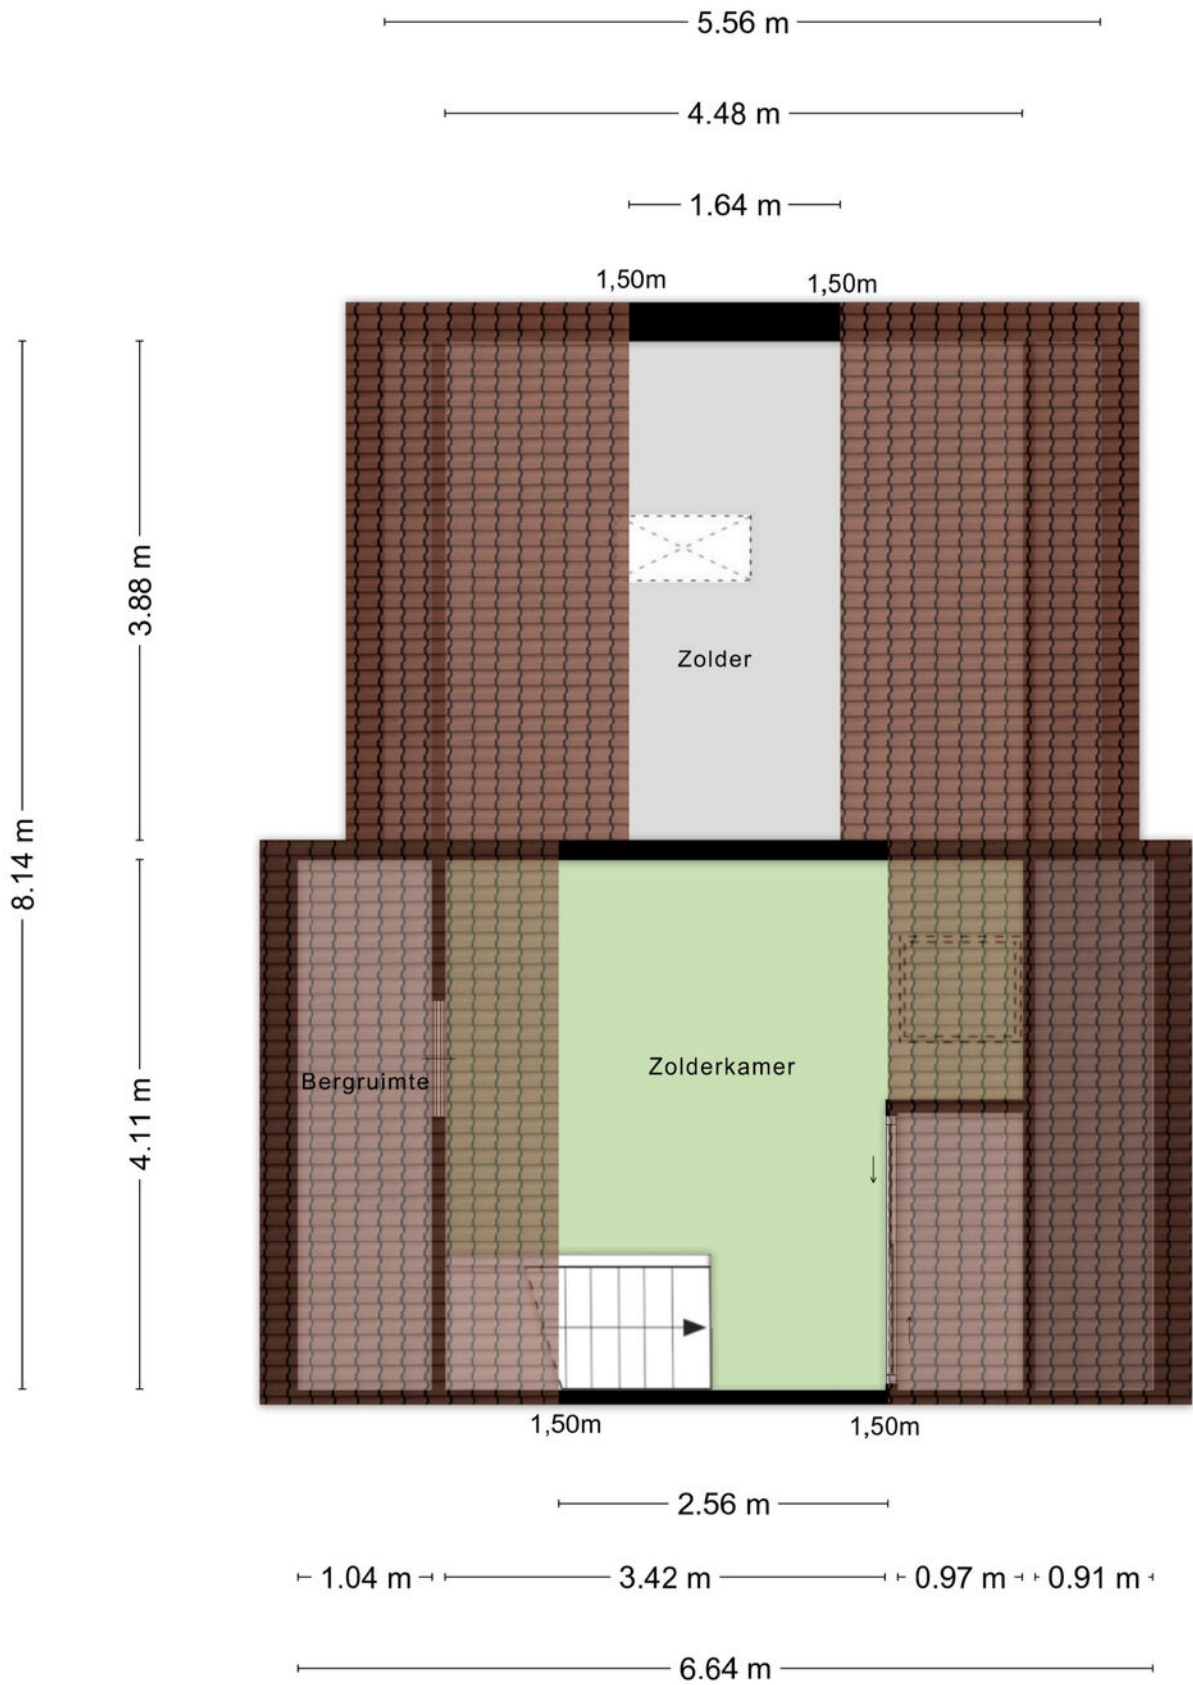 5.56 m
4.48 m
1.64 m
1,50m
1,50m
3.88 m
Zolder
8.14 m
Zolderkamer
Bergruimte
4.11 m
1,50m
1,50m
2.56 m
1.04 m
3.42 m
0.97 m
0.91 m
6.64 m